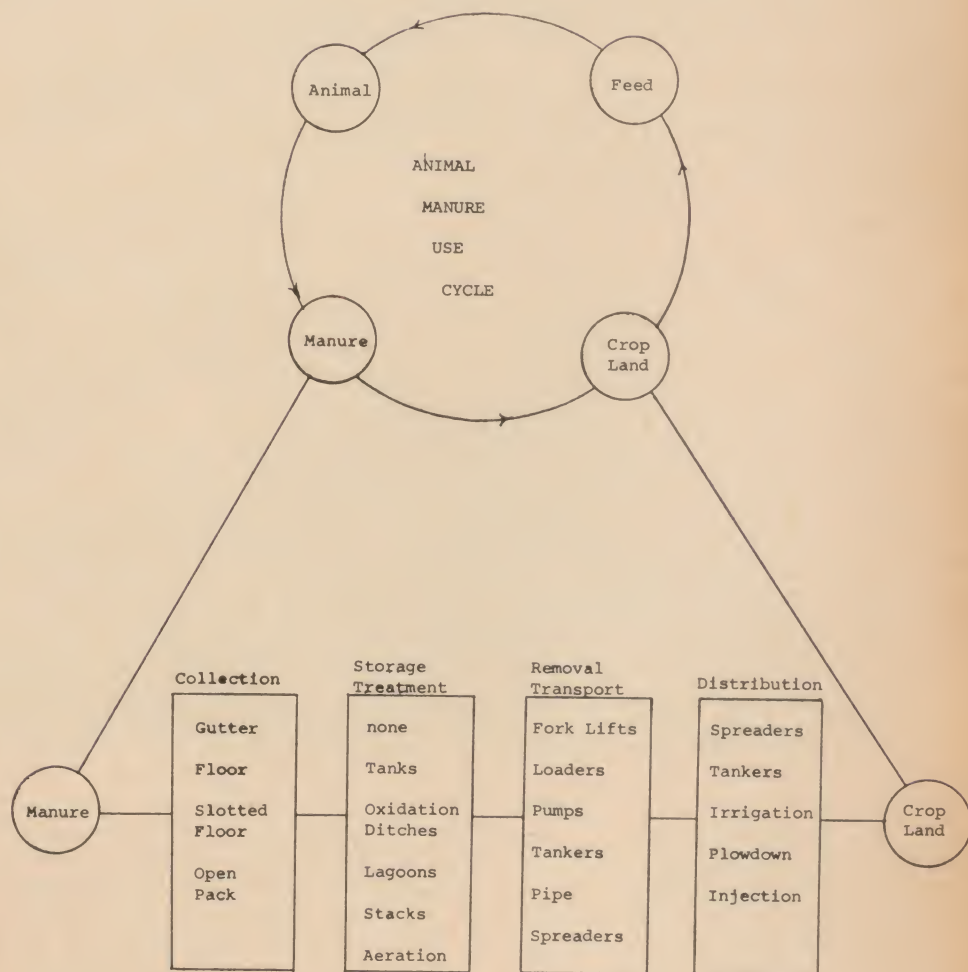 Animal
Feed
ANIMAL
MANURE
USE
CYCLE
Manure
Crop
Land
Collection
Gutter
Floor
Slotted
Floor
Open
Pack
Storage
Treatment
none
Tanks
Oxidation
Ditches
Lagoons
Stacks
Aeration
Removal
Transport
Fork Lifts
Loaders
Pumps
Tankers
Pipe
Spreaders
Distribution
Spreaders
Tankers
Irrigation
Plowdown
Injection
Manure
Crop
Land